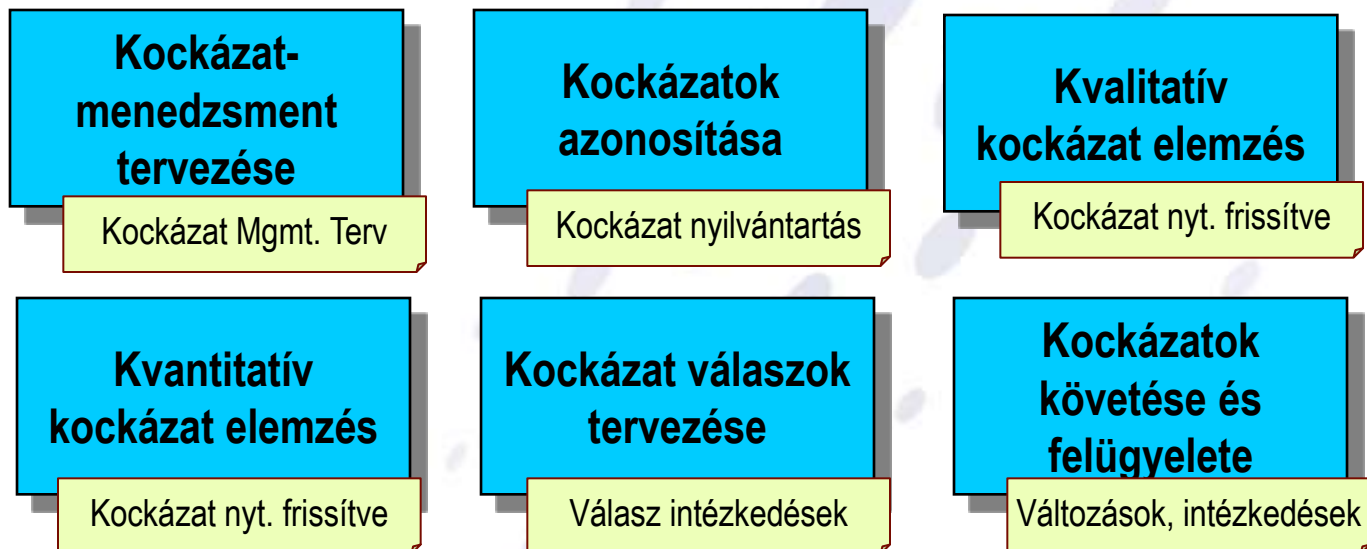 Kockázat-
menedzsment
tervezése
Kockázat Mgmt. Terv
Kockázatok
azonosítása
Kockázat nyilvántartás
Kvalitatív
kockázat elemzés
Kockázat nyt. frissítve
Kvantitatív
kockázat elemzés
Kockázat nyt. frissítve
Kockázat válaszok
tervezése
Válasz intézkedések
Kockázatok
követése és
felügyelete
Változások, intézkedések